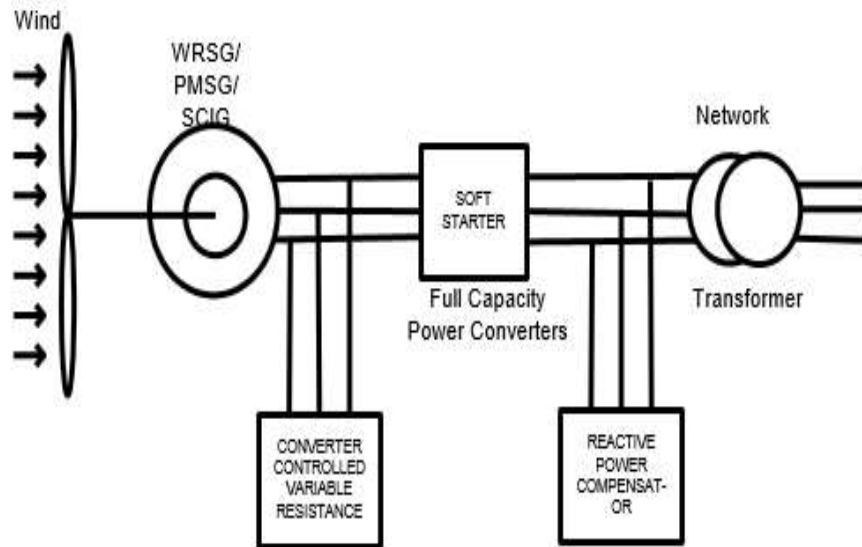 Wind
WRSG/
PMSG/
SCIG
Network
SOFT
STARTER
Full Capacity
Power Converters
Transformer
CONVERTER
CONTROLLED
VARIABLE
RESISTANCE
REACTIVE
POWER
COMPENSAT-
OR